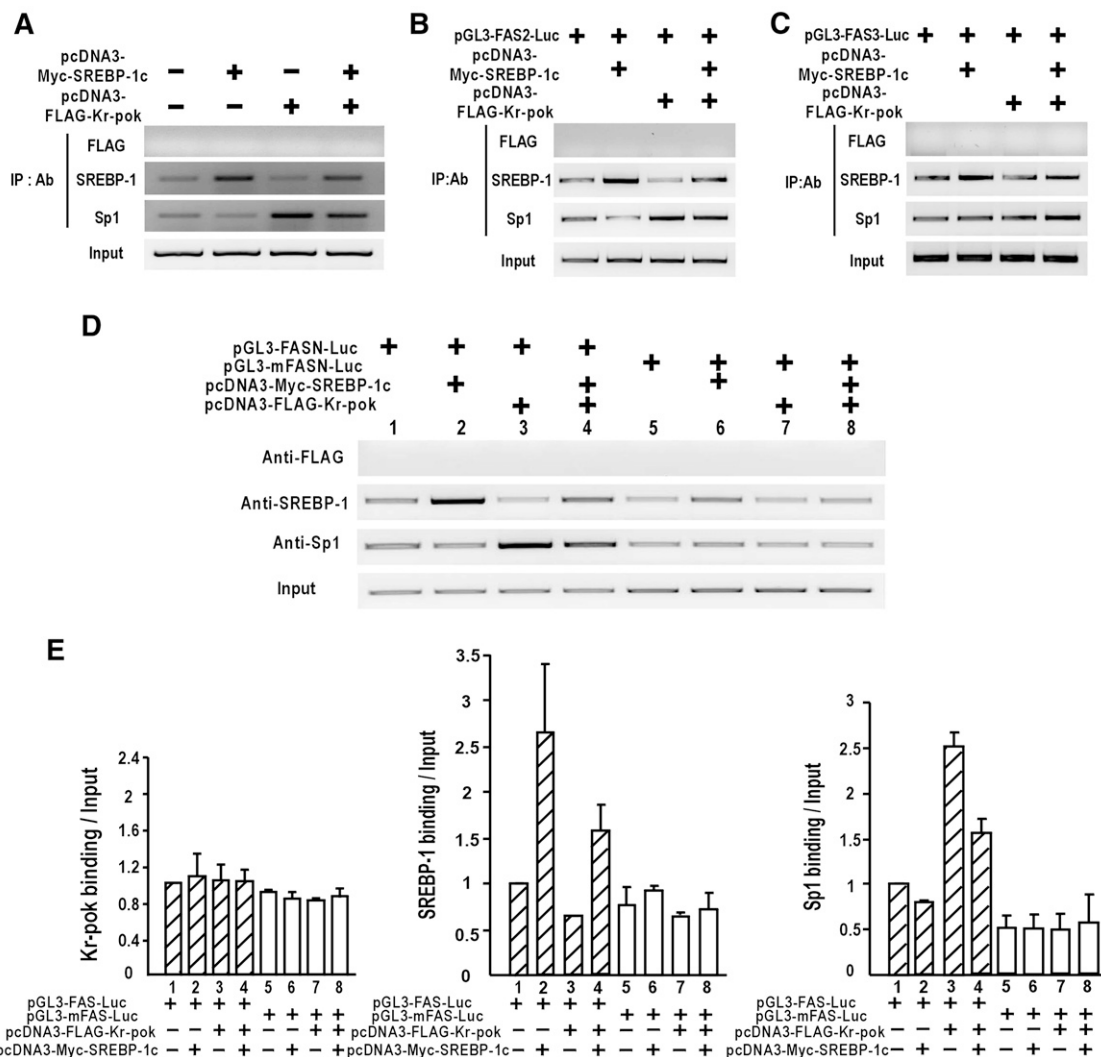 A
pcDNA3-
Myc-SREBP-1c − + − +
pcDNA3-
FLAG-Kr-pok − − + +
FLAG
IP : Ab SREBP-1
Sp1
Input
B
pGL3-FAS2-Luc + + + +
pcDNA3-
Myc-SREBP-1c + +
pcDNA3-
FLAG-Kr-pok + +
FLAG
IP:Ab SREBP-1
Sp1
Input
C
pGL3-FAS3-Luc + + + +
pcDNA3-
Myc-SREBP-1c + +
pcDNA3-
FLAG-Kr-pok + +
FLAG
IP:Ab SREBP-1
Sp1
Input
D
pGL3-FASN-Luc + + + +
pGL3-mFASN-Luc + + + +
pcDNA3-Myc-SREBP-1c + + + +
pcDNA3-FLAG-Kr-pok + + + +
1 2 3 4 5 6 7 8
Anti-FLAG
Anti-SREBP-1
Anti-Sp1
Input
E
Kr-pok binding / Input
2.4
2
1.6
1.2
0.8
0.4
0
1 2 3 4 5 6 7 8
pGL3-FAS-Luc + + + +
pGL3-mFAS-Luc + + + +
pcDNA3-FLAG-Kr-pok − − + + − − + +
pcDNA3-Myc-SREBP-1c − + − + − + − +
SREBP-1 binding / Input
3.5
3
2.5
2
1.5
1
0.5
0
1 2 3 4 5 6 7 8
pGL3-FAS-Luc + + + +
pGL3-mFAS-Luc + + + +
pcDNA3-FLAG-Kr-pok − − + + − − + +
pcDNA3-Myc-SREBP-1c − + − + − + − +
Sp1 binding / Input
3
2.5
2
1.5
1
0.5
0
1 2 3 4 5 6 7 8
pGL3-FAS-Luc + + + +
pGL3-mFAS-Luc + + + +
pcDNA3-FLAG-Kr-pok − − + + − − + +
pcDNA3-Myc-SREBP-1c − + − + − + − +